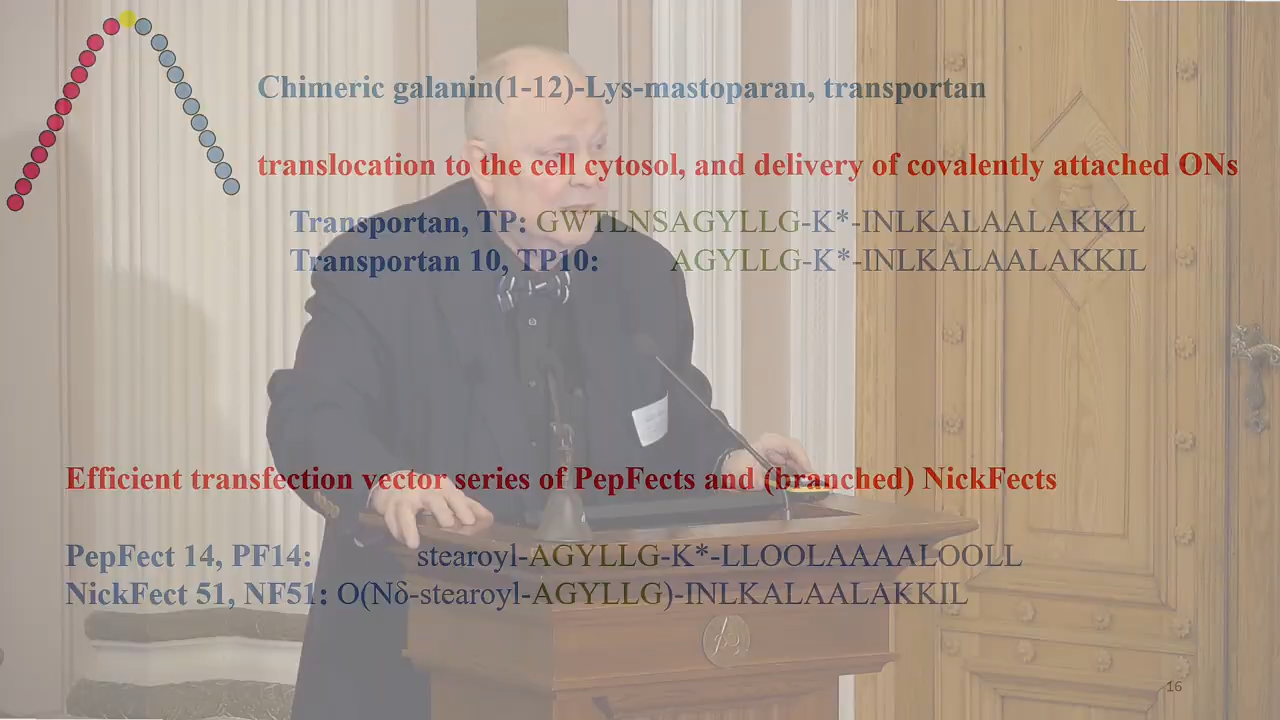 Chimeric galanin(1-12)-Lys-mastoparan, transportan
translocation to the cell cytosol, and delivery of covalently attached ONs
Transportan, TP: GWTLNSAGYLLG-K*-INLKALAALAKKIL
Transportan 10, TP10: AGYLLG-K*-INLKALAALAKKIL
Efficient transfection vector series of PepFects and (branched) NickFects
PepFect 14, PF14: stearoyl-AGYLLG-K*-LLOOLAAAALOOLL
NickFect 51, NF51: O(Nδ-stearoyl-AGYLLG)-INLKALAALAKKIL
16